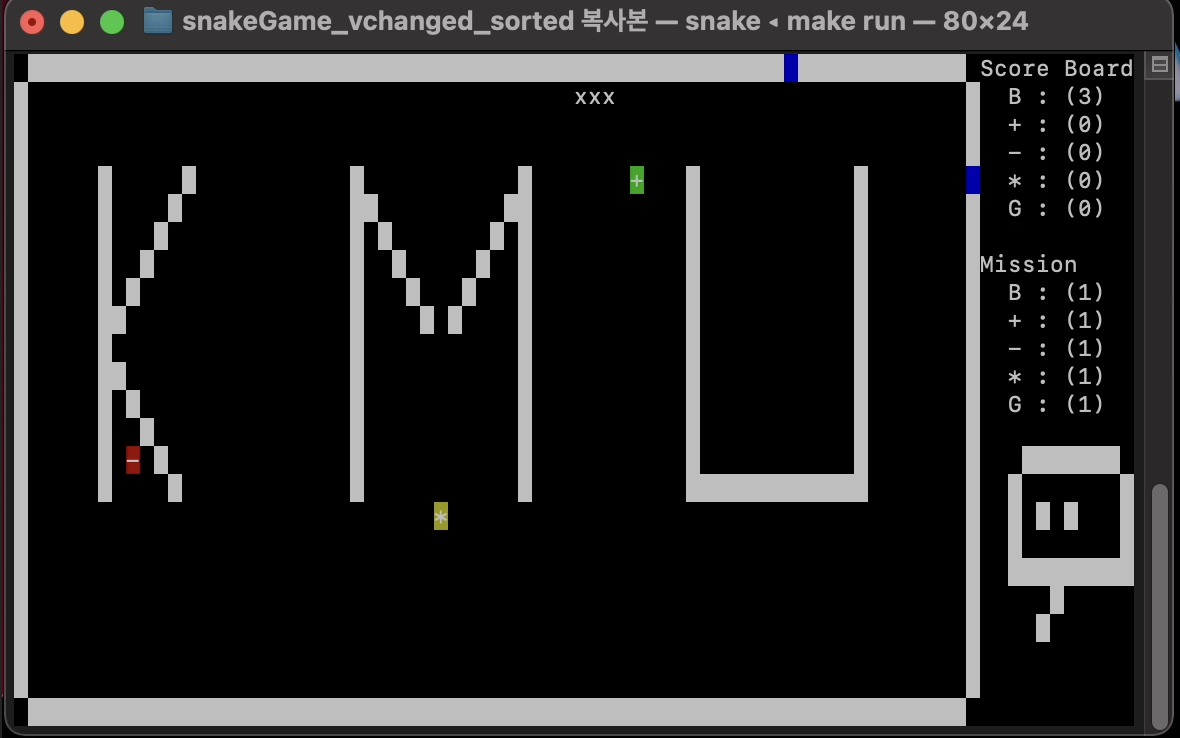 snakeGame_vchanged_sorted 복사본 — snake ◂ make run — 80×24
Score Board
xxx
B : (3)
+ : (0)
- : (0)
+
* : (0)
G : (0)
Mission
B : (1)
+ : (1)
- : (1)
* : (1)
G : (1)
KMU
-
*